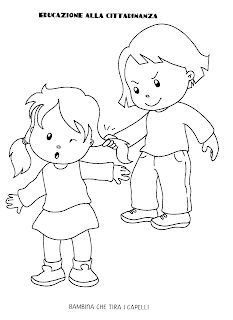 EDUCAZIONE ALLA CITTADINANZA
BAMBINA CHE TIRA I CAPELLI